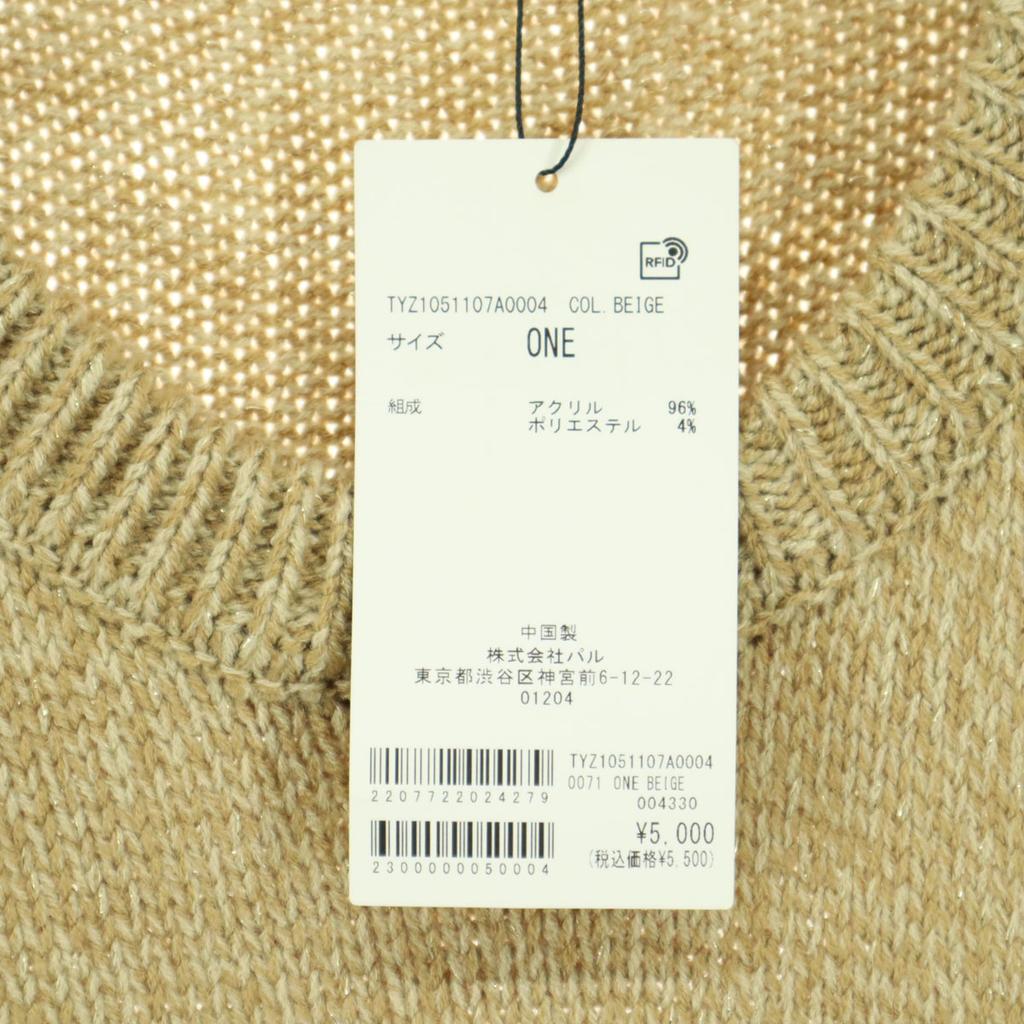 RFID
TYZ1051107A0004 COL. BEIGE
サイズ ONE
組成 アクリル 96%
ポリエステル 4%
中国製
株式会社パル
東京都渋谷区神宮前6-12-22
01204
TYZ1051107A0004
0071 ONE BEIGE
2207722024279
004330
¥5,000
(税込価格¥5,500)
2300000050004